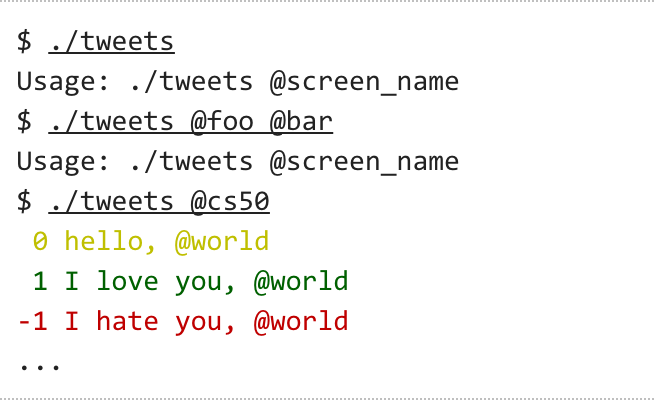 $ ./tweets
Usage: ./tweets @screen_name
$ ./tweets @foo @bar
Usage: ./tweets @screen_name
$ ./tweets @cs50
 0 hello, @world
 1 I love you, @world
-1 I hate you, @world
...